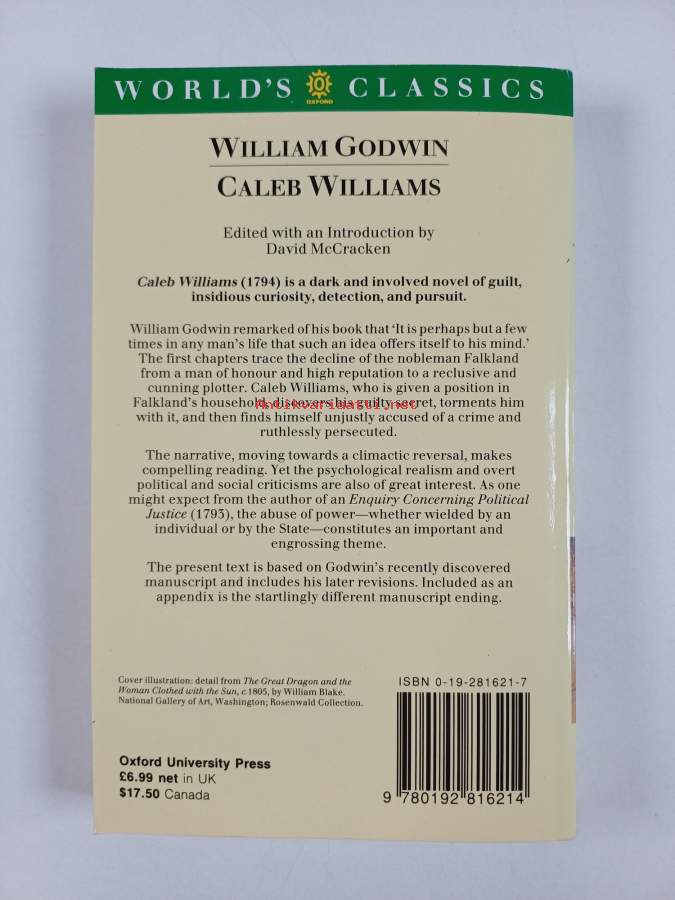 WORLD'S CLASSICS
OXFORD
WILLIAM GODWIN
CALEB WILLIAMS
Edited with an Introduction by
David McCracken
Caleb Williams (1794) is a dark and involved novel of guilt,
insidious curiosity, detection, and pursuit.
William Godwin remarked of his book that 'It is perhaps but a few
times in any man's life that such an idea offers itself to his mind.'
The first chapters trace the decline of the nobleman Falkland
from a man of honour and high reputation to a reclusive and
cunning plotter. Caleb Williams, who is given a position in
Falkland's household, discovers his guilty secret, torments him
Antikvariaatti.net
with it, and then finds himself unjustly accused of a crime and
ruthlessly persecuted.
The narrative, moving towards a climactic reversal, makes
compelling reading. Yet the psychological realism and overt
political and social criticisms are also of great interest. As one
might expect from the author of an Enquiry Concerning Political
Justice (1793), the abuse of power—whether wielded by an
individual or by the State—constitutes an important and
engrossing theme.
The present text is based on Godwin's recently discovered
manuscript and includes his later revisions. Included as an
appendix is the startlingly different manuscript ending.
Cover illustration: detail from The Great Dragon and the
Woman Clothed with the Sun, c.1805, by William Blake.
National Gallery of Art, Washington; Rosenwald Collection.
ISBN 0-19-281621-7
Oxford University Press
£6.99 net in UK
$17.50 Canada
9 780192 816214